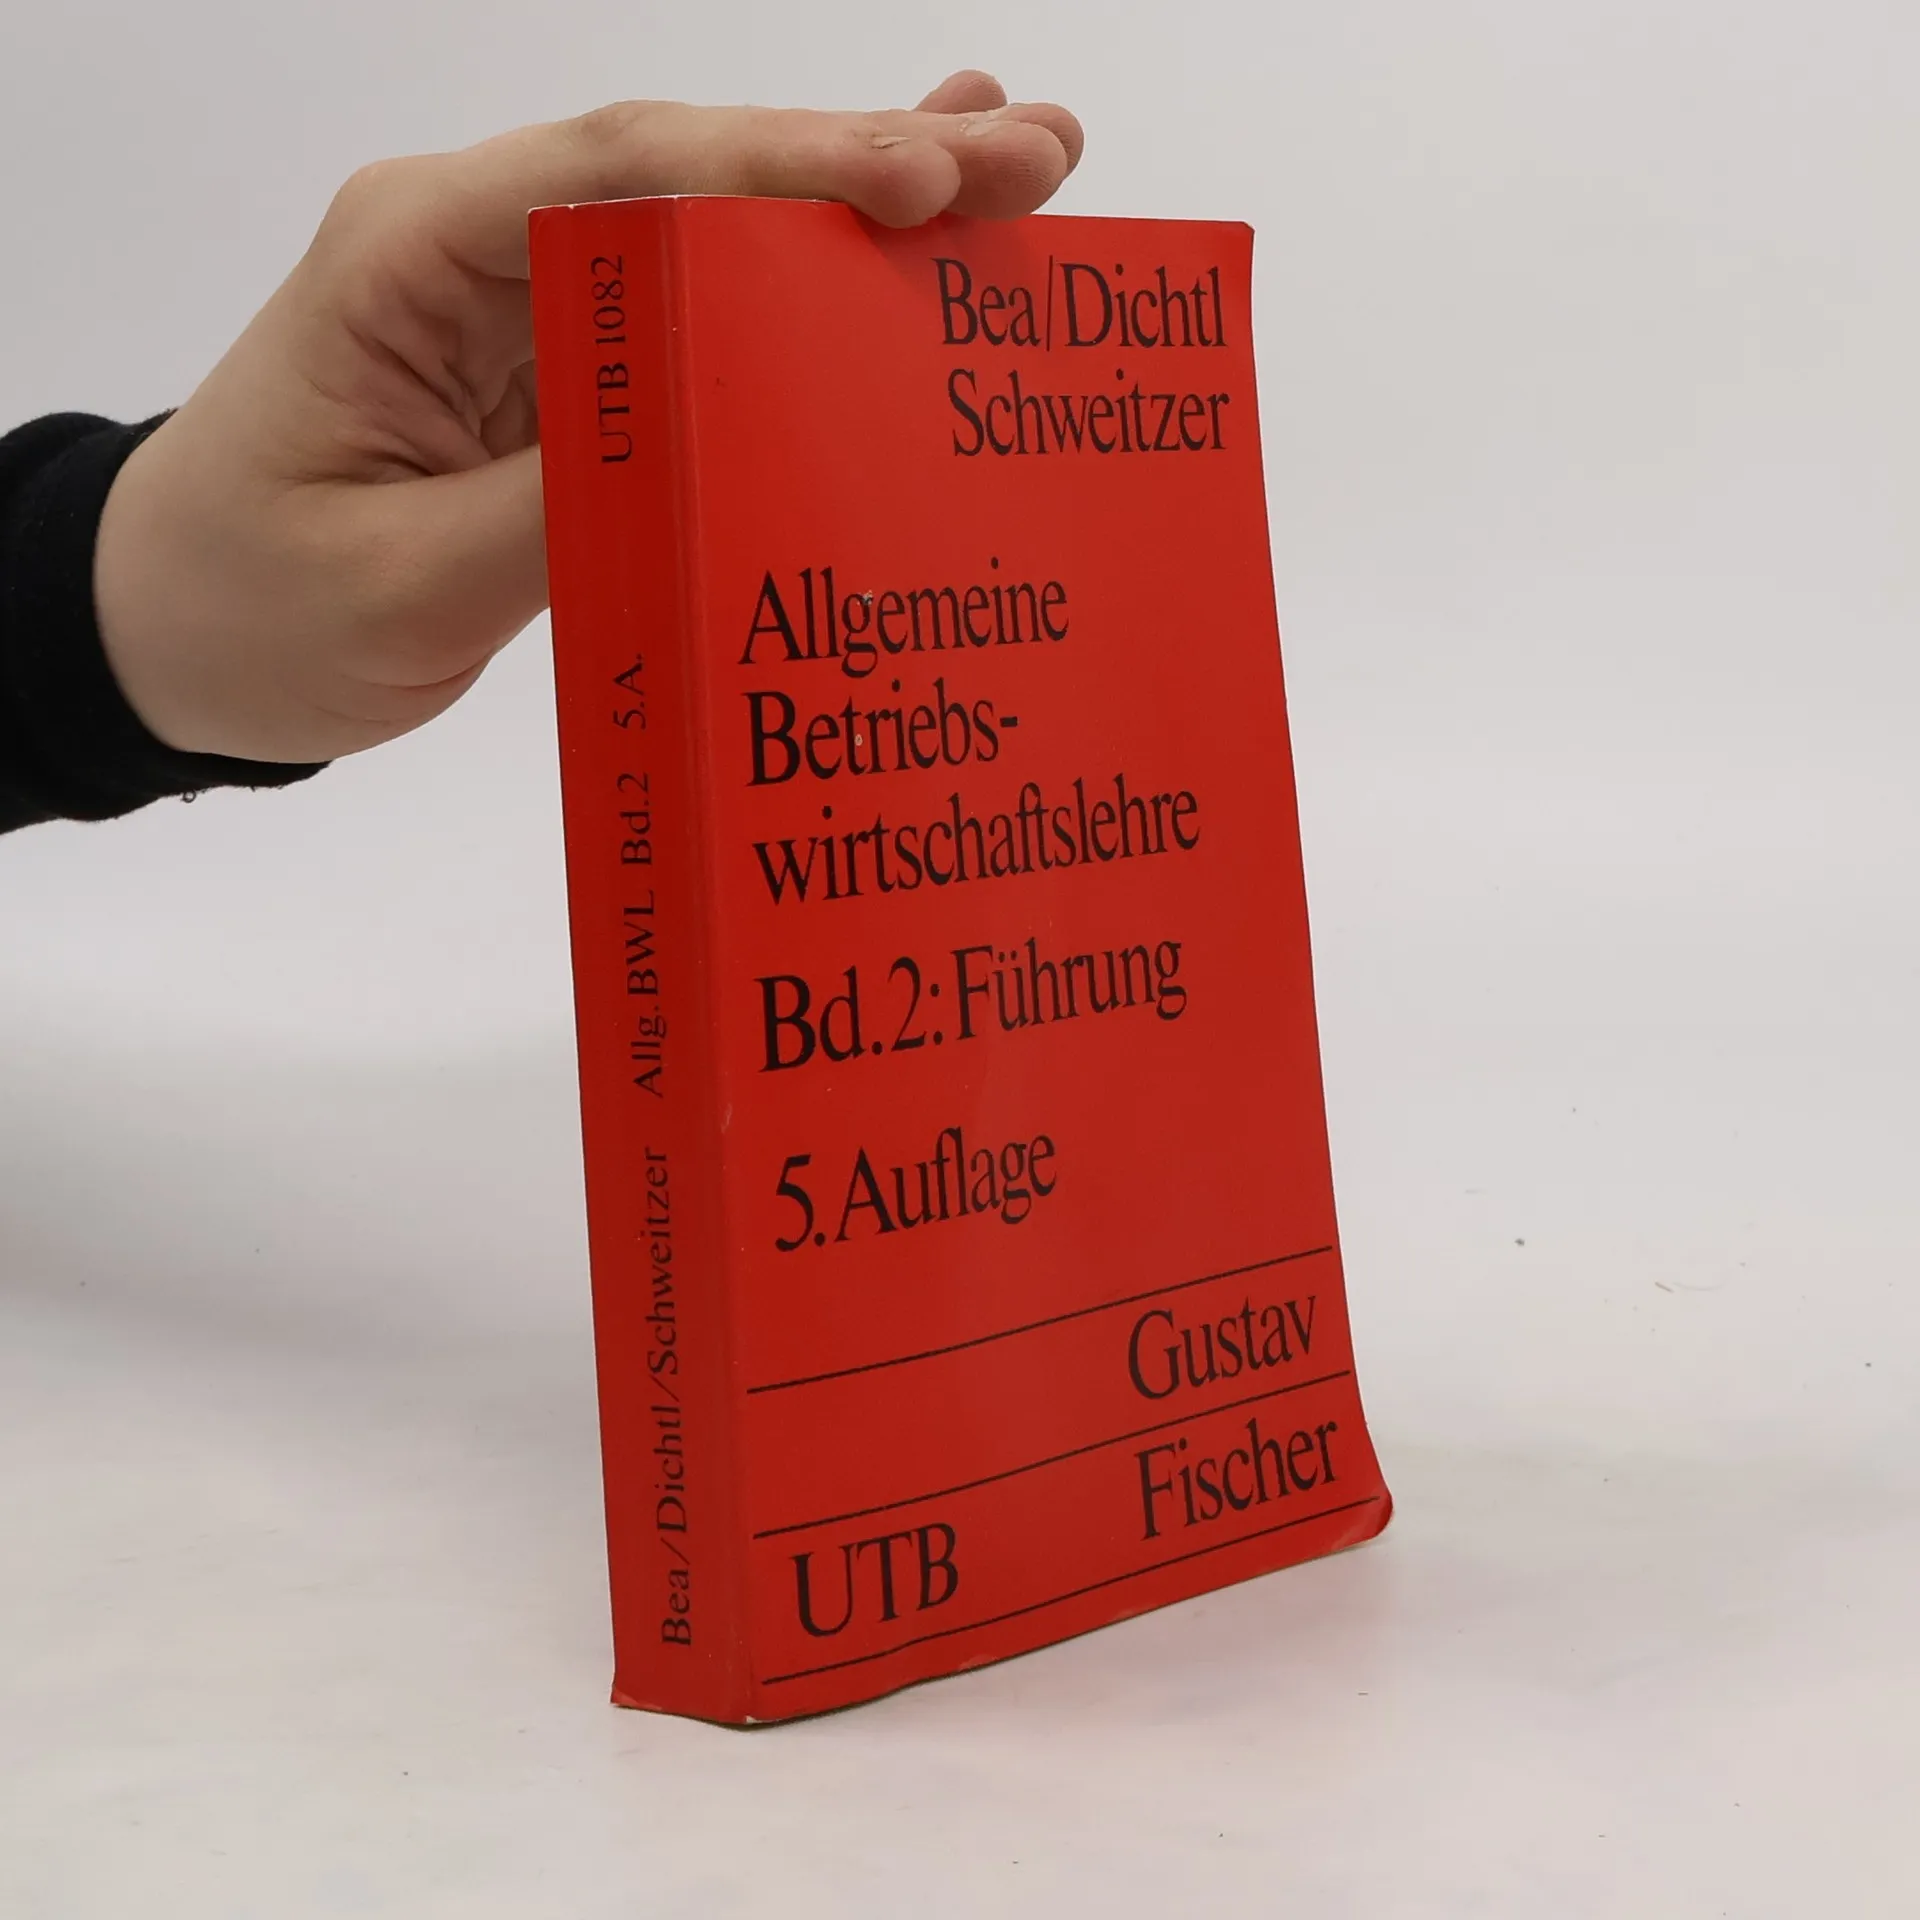 Bea/Dichtl
Schweitzer
Allgemeine
Betriebs-
wirtschaftslehre
Bd.2: Führung
5. Auflage
Gustav
Fischer
UTB
Bea/Dichtl/Schweitzer Allg. BWL Bd.2 5.A. UTB 1082